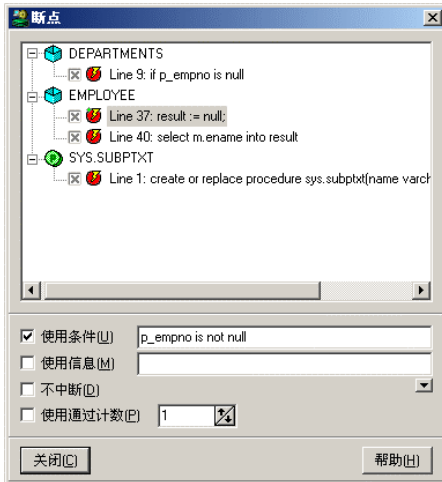 断点
DEPARTMENTS
Line 9: if p_empno is null
EMPLOYEE
Line 37: result := null;
Line 40: select m.ename into result
P SYS.SUBPTXT
Line 1: create or replace procedure sys.subptxt(name varch
使用条件(U) p_empno is not null
使用信息(M)
不中断(D)
使用通过计数(P) 1
关闭(C) 帮助(H)